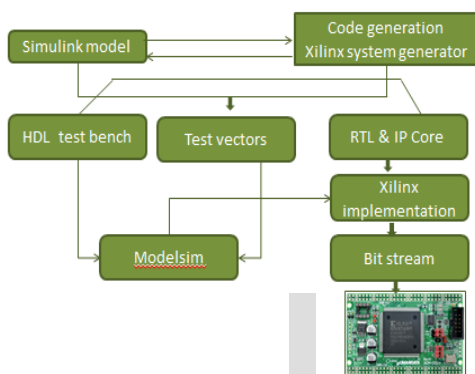 Simulink model
Code generation
Xilinx system generator
HDL test bench
Test vectors
RTL & IP Core
Xilinx
implementation
Modelsim
Bit stream